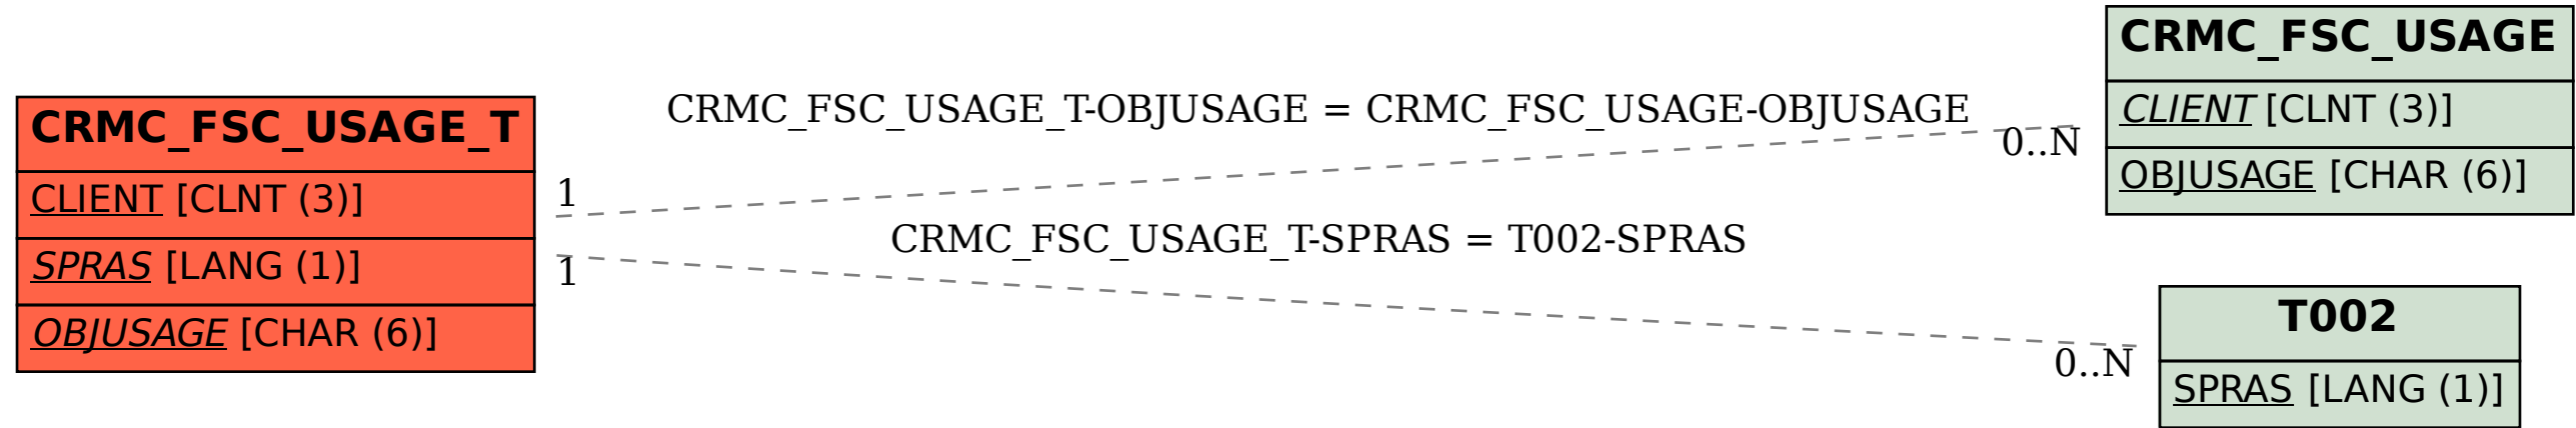 CRMC_FSC_USAGE_T
CLIENT [CLNT (3)]
SPRAS [LANG (1)]
OBJUSAGE [CHAR (6)]
CRMC_FSC_USAGE_T-OBJUSAGE = CRMC_FSC_USAGE-OBJUSAGE
1
0..N
CRMC_FSC_USAGE_T-SPRAS = T002-SPRAS
1
0..N
CRMC_FSC_USAGE
CLIENT [CLNT (3)]
OBJUSAGE [CHAR (6)]
T002
SPRAS [LANG (1)]